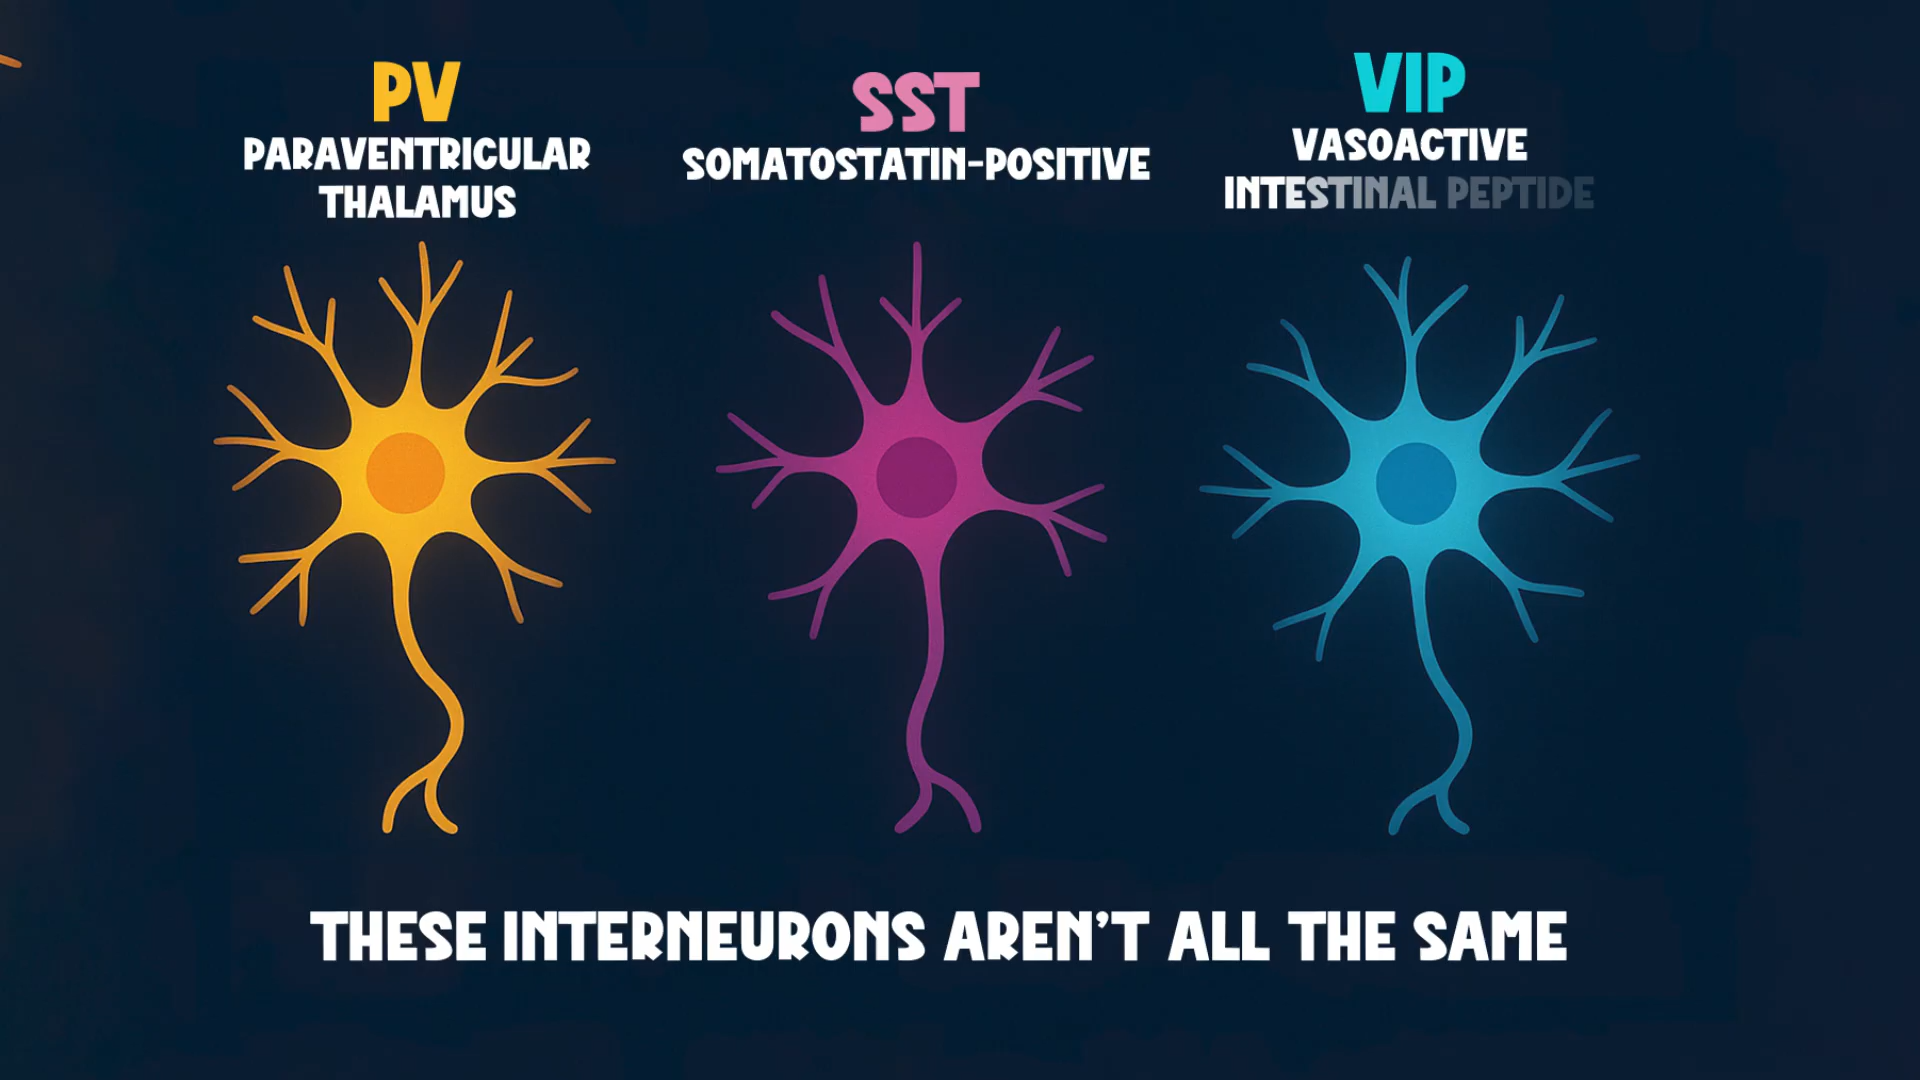 PV
PARAVENTRICULAR
THALAMUS
SST
SOMATOSTATIN-POSITIVE
VIP
VASOACTIVE
INTESTINAL PEPTIDE
THESE INTERNEURONS AREN'T ALL THE SAME